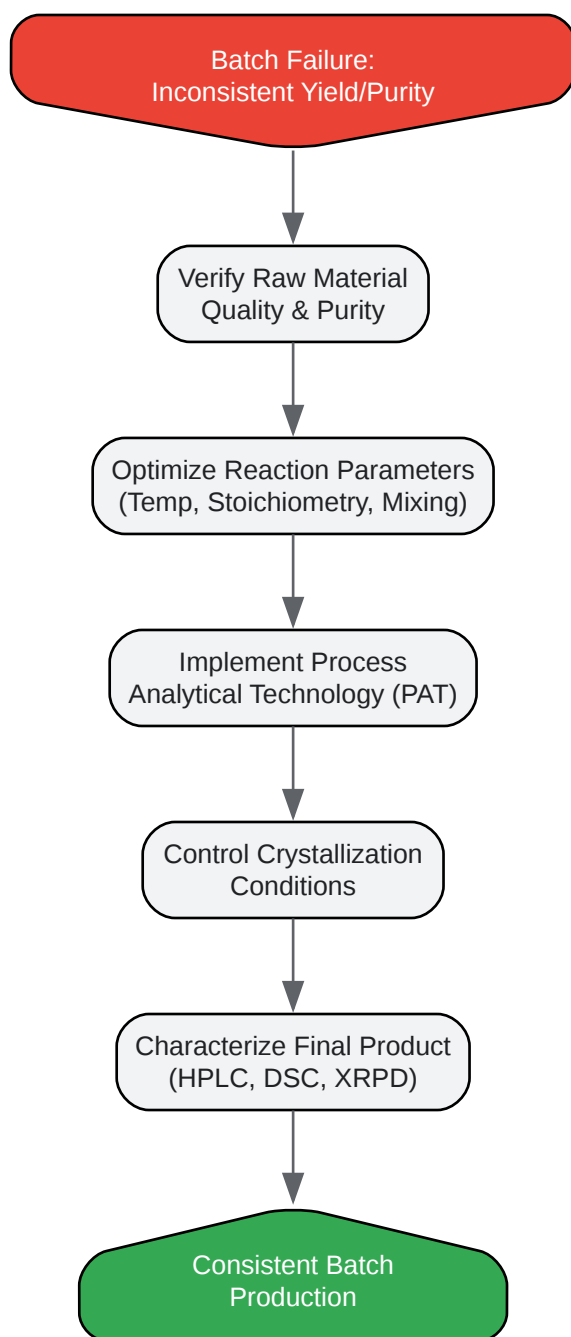 Batch Failure:
Inconsistent Yield/Purity
Verify Raw Material
Quality & Purity
Optimize Reaction Parameters
(Temp, Stoichiometry, Mixing)
Implement Process
Analytical Technology (PAT)
Control Crystallization
Conditions
Characterize Final Product
(HPLC, DSC, XRPD)
Consistent Batch
Production